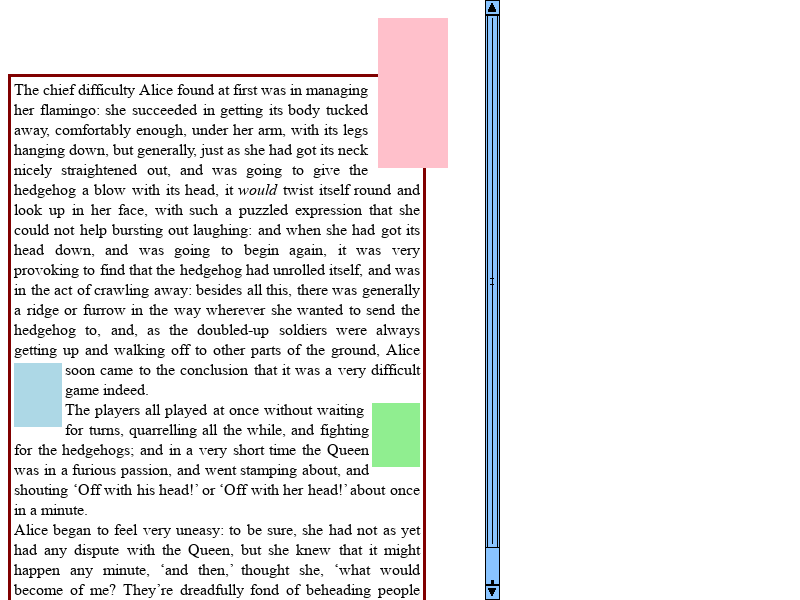 The chief difficulty Alice found at first was in managing
her flamingo: she succeeded in getting its body tucked
away, comfortably enough, under her arm, with its legs
hanging down, but generally, just as she had got its neck
nicely straightened out, and was going to give the
hedgehog a blow with its head, it would twist itself round and
look up in her face, with such a puzzled expression that she
could not help bursting out laughing: and when she had got its
head down, and was going to begin again, it was very
provoking to find that the hedgehog had unrolled itself, and was
in the act of crawling away: besides all this, there was generally
a ridge or furrow in the way wherever she wanted to send the
hedgehog to, and, as the doubled-up soldiers were always
getting up and walking off to other parts of the ground, Alice
soon came to the conclusion that it was a very difficult
game indeed.
The players all played at once without waiting
for turns, quarrelling all the while, and fighting
for the hedgehogs; and in a very short time the Queen
was in a furious passion, and went stamping about, and
shouting ‘Off with his head!’ or ‘Off with her head!’ about once
in a minute.
Alice began to feel very uneasy: to be sure, she had not as yet
had any dispute with the Queen, but she knew that it might
happen any minute, ‘and then,’ thought she, ‘what would
become of me? They’re dreadfully fond of beheading people